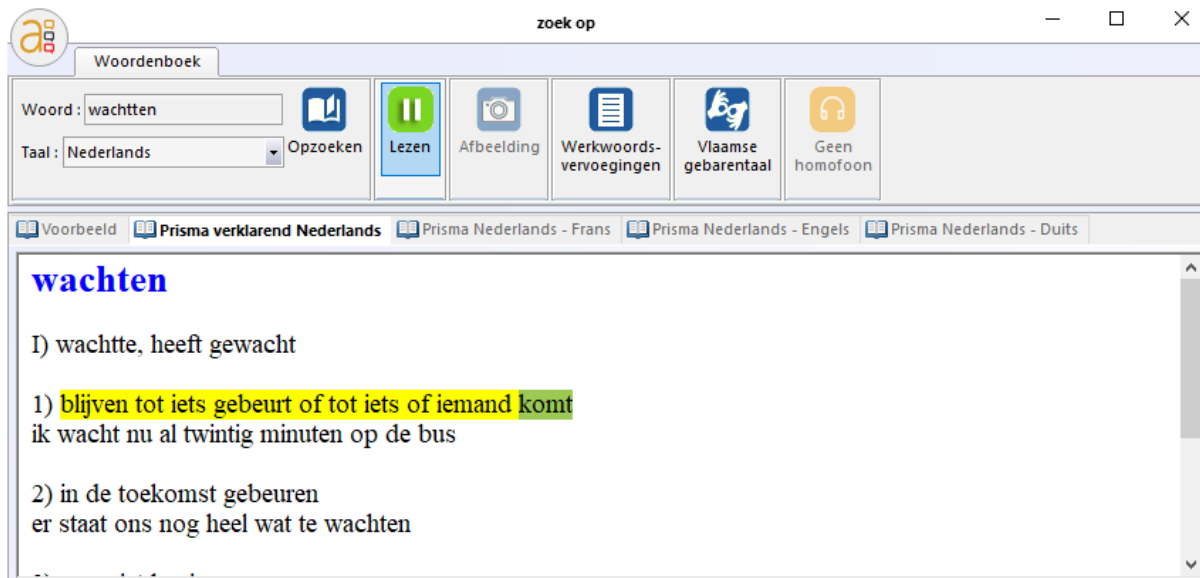 zoek op
Woordenboek
Woord : wachtten
Taal : Nederlands
Opzoeken
Lezen
Afbeelding
Werkwoords-
vervoegingen
Vlaamse
gebarentaal
Geen
homofoon
Voorbeeld Prisma verklarend Nederlands Prisma Nederlands - Frans Prisma Nederlands - Engels Prisma Nederlands - Duits
wachten
I) wachtte, heeft gewacht
1) blijven tot iets gebeurt of tot iets of iemand komt
ik wacht nu al twintig minuten op de bus
2) in de toekomst gebeuren
er staat ons nog heel wat te wachten